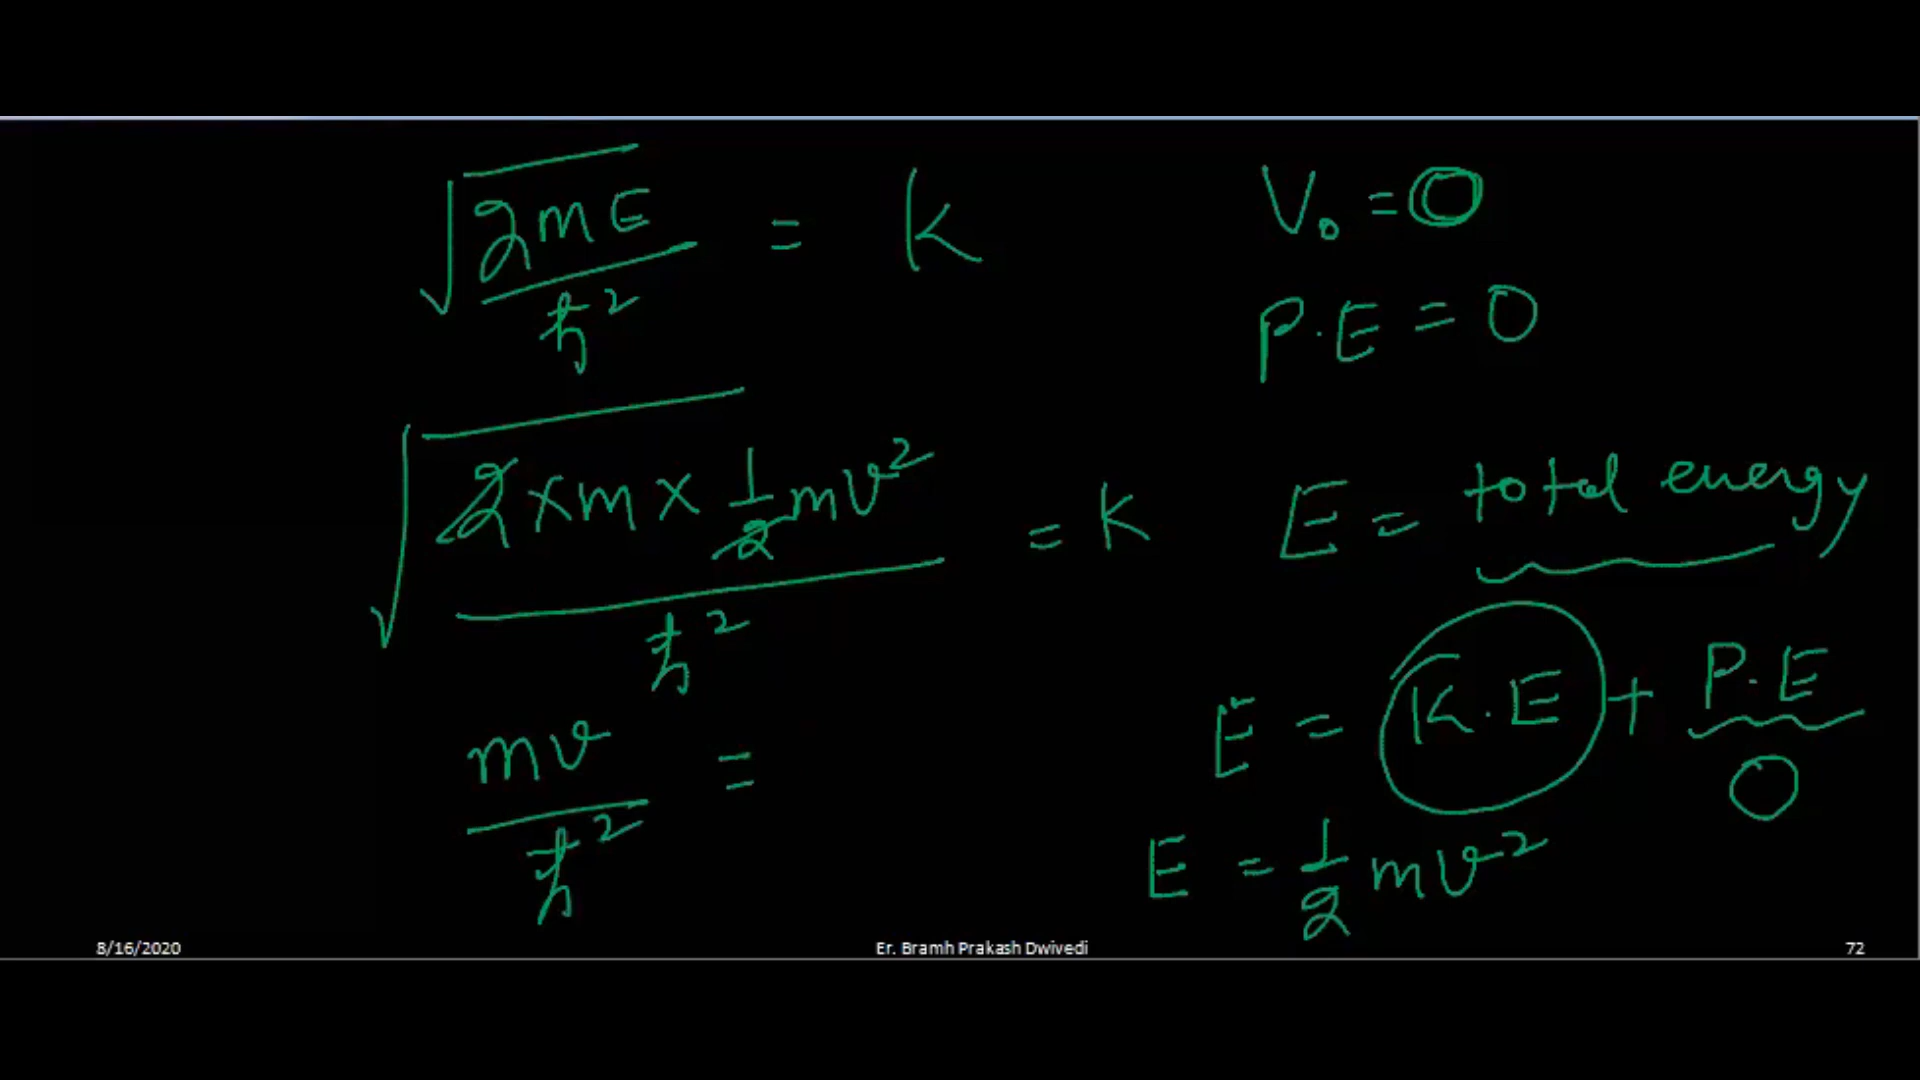 √(2mE/ħ²) = k
V₀ = 0
P.E = 0
√(2×m×½mv²/ħ²) = k
E = total energy
E = K.E + P.E
0
mv/ħ² =
E = ½mv²
8/16/2020
Er. Bramh Prakash Dwivedi
72